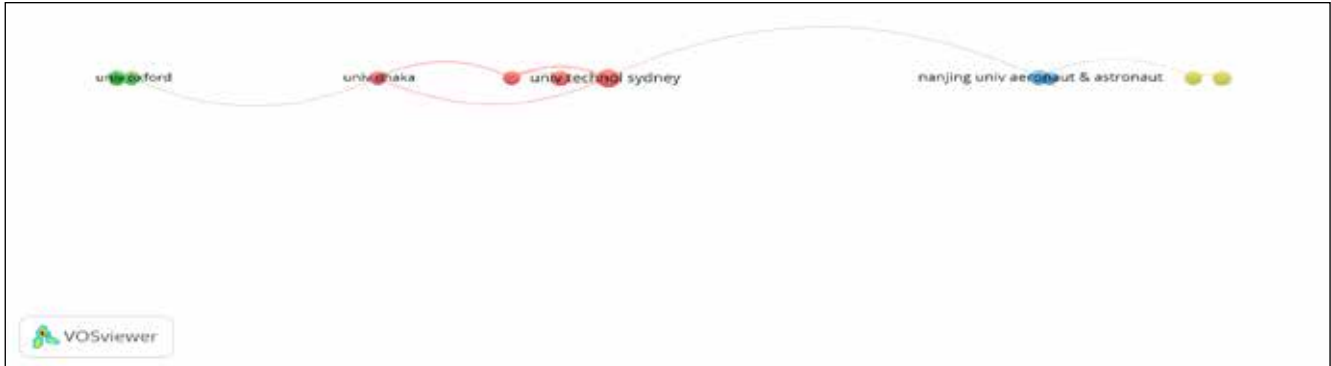 univ oxford
univ dhaka
univ technol sydney
nanjing univ aeronaut & astronaut
VOSviewer